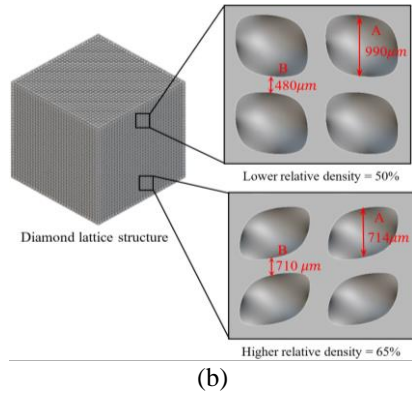 A
990μm
B
480μm
Lower relative density = 50%
Diamond lattice structure
A
714μm
B
710 μm
Higher relative density = 65%
(b)